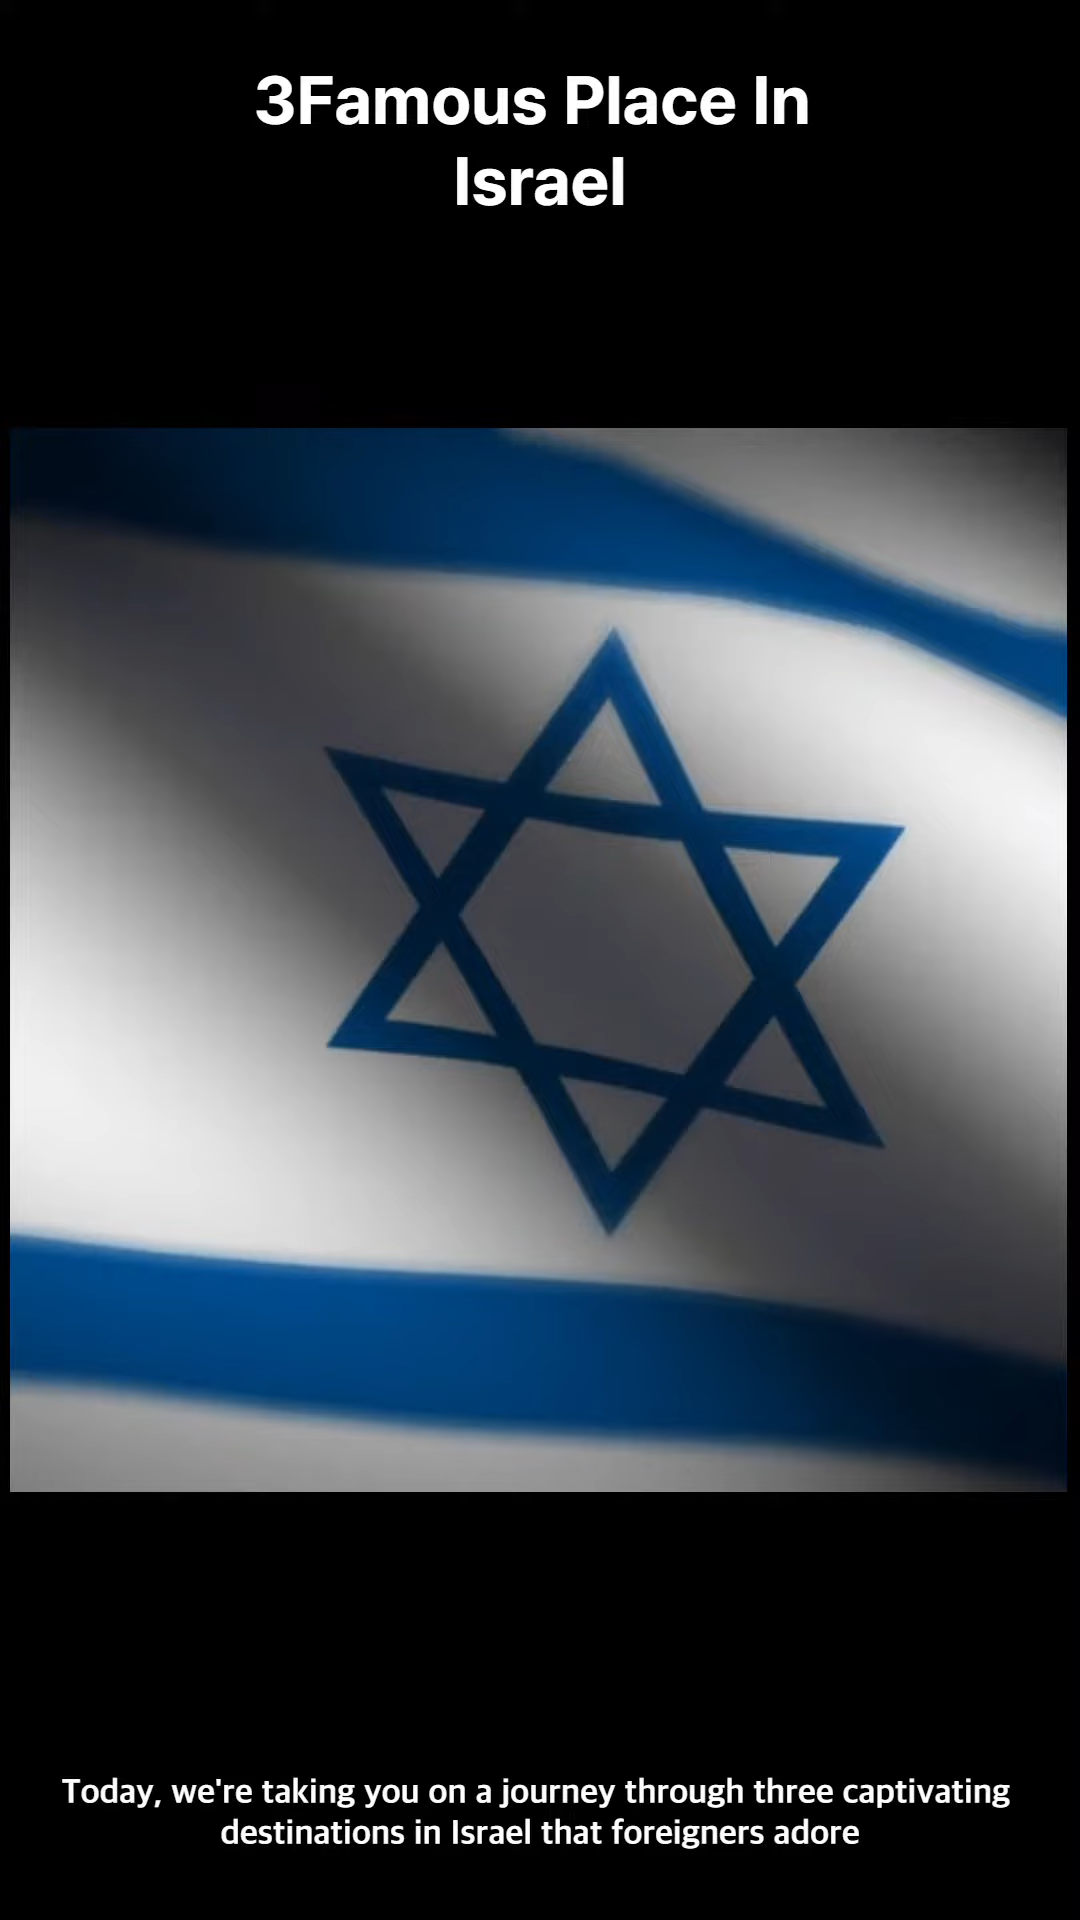 3Famous Place In
Israel
Today, we're taking you on a journey through three captivating
destinations in Israel that foreigners adore